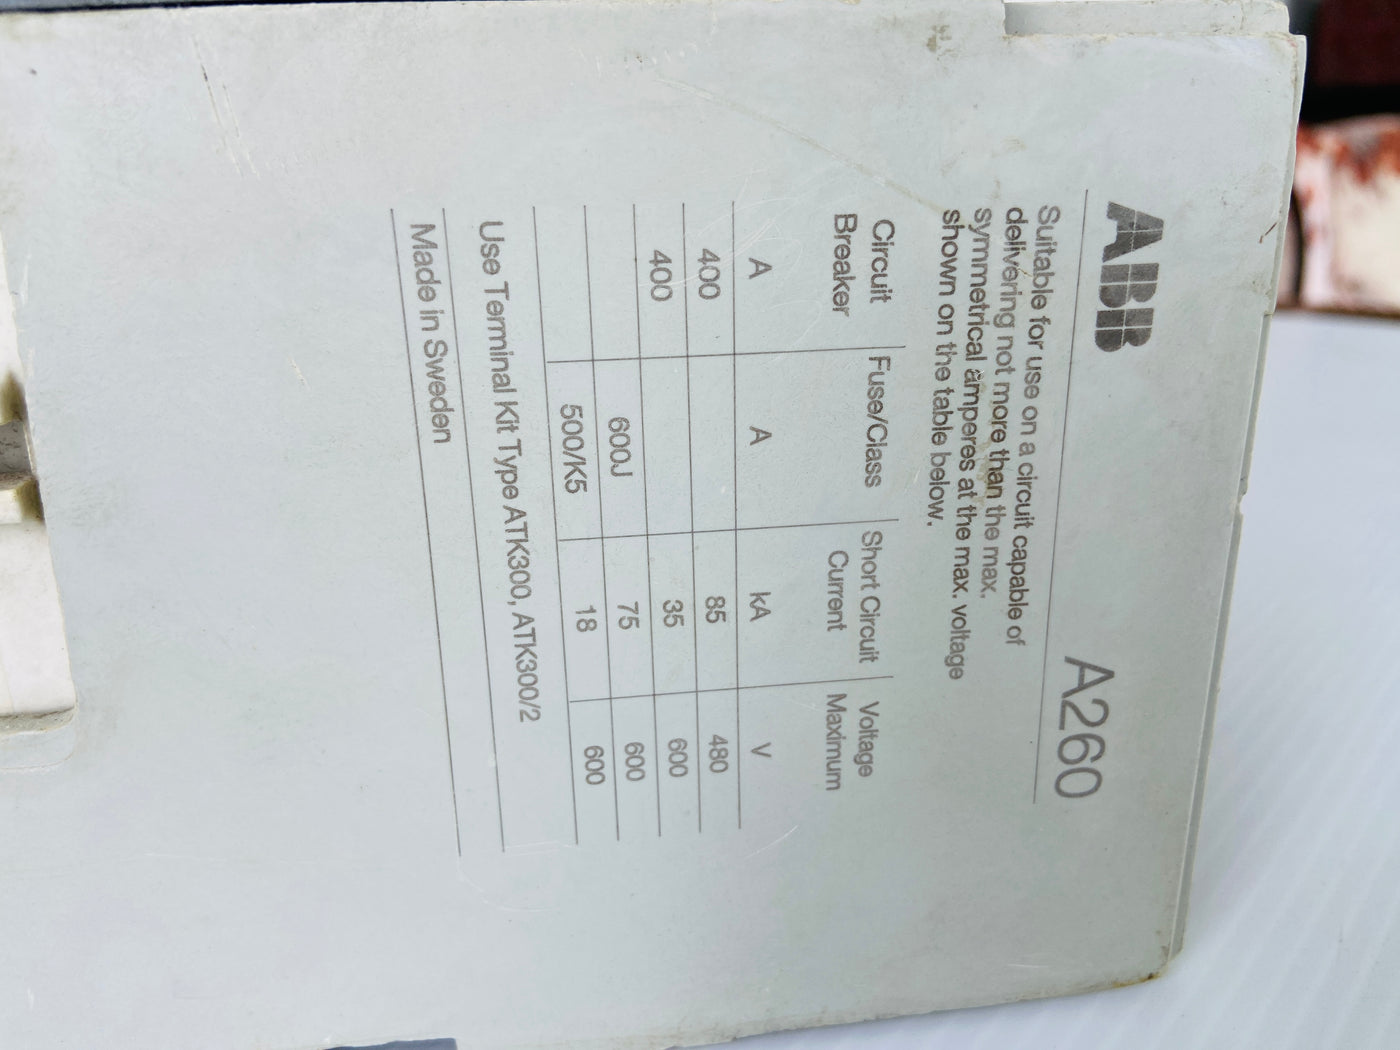 ABB A260
Suitable for use on a circuit capable of
delivering not more than the max.
symmetrical amperes at the max. voltage
shown on the table below.
Circuit Breaker Fuse/Class Short Circuit Current Voltage Maximum
A A kA V
400 85 480
400 35 600
600J 75 600
500/K5 18 600
Use Terminal Kit Type ATK300, ATK300/2
Made in Sweden